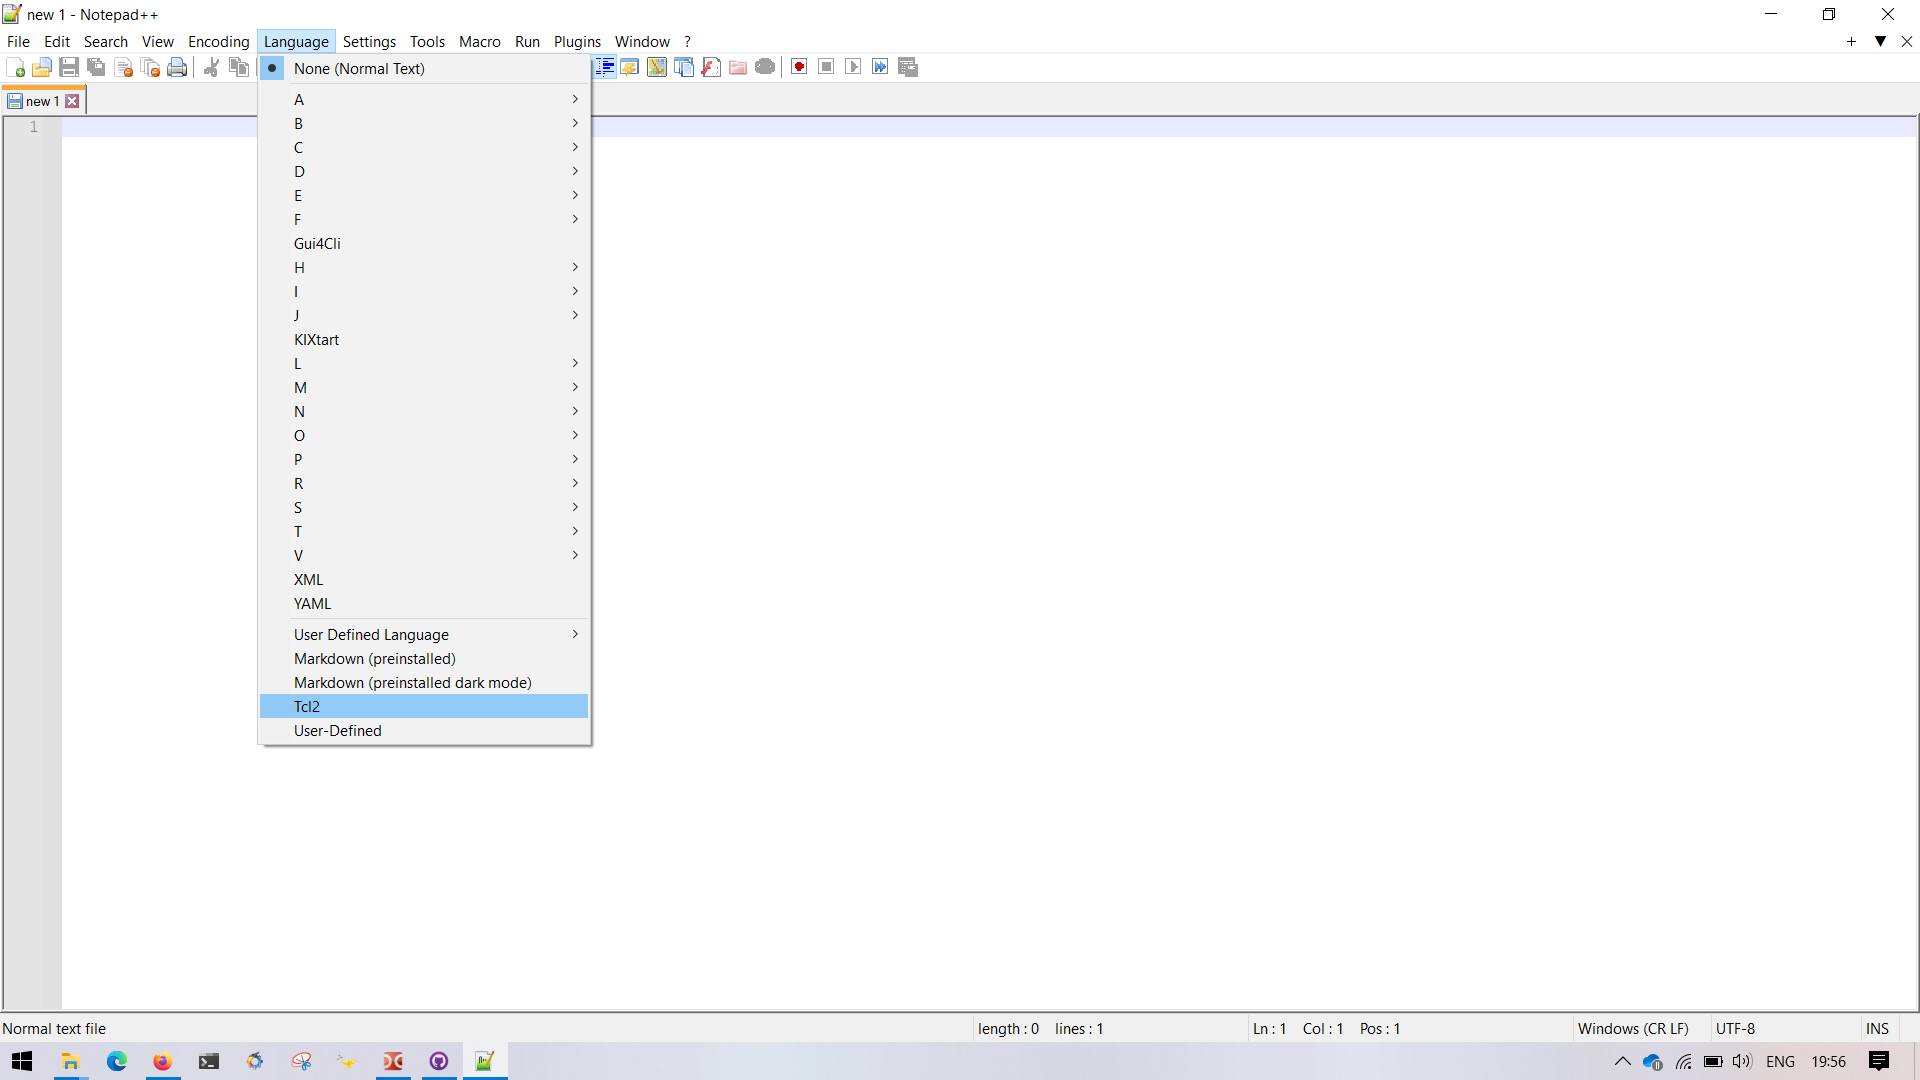 new 1 - Notepad++
File Edit Search View Encoding Language Settings Tools Macro Run Plugins Window ?
None (Normal Text)
new 1
A
1
B
C
D
E
F
Gui4Cli
H
I
J
KIXtart
L
M
N
O
P
R
S
T
V
XML
YAML
User Defined Language
Markdown (preinstalled)
Markdown (preinstalled dark mode)
Tcl2
User-Defined
Normal text file length : 0 lines : 1 Ln : 1 Col : 1 Pos : 1 Windows (CR LF) UTF-8 INS
ENG 19:56